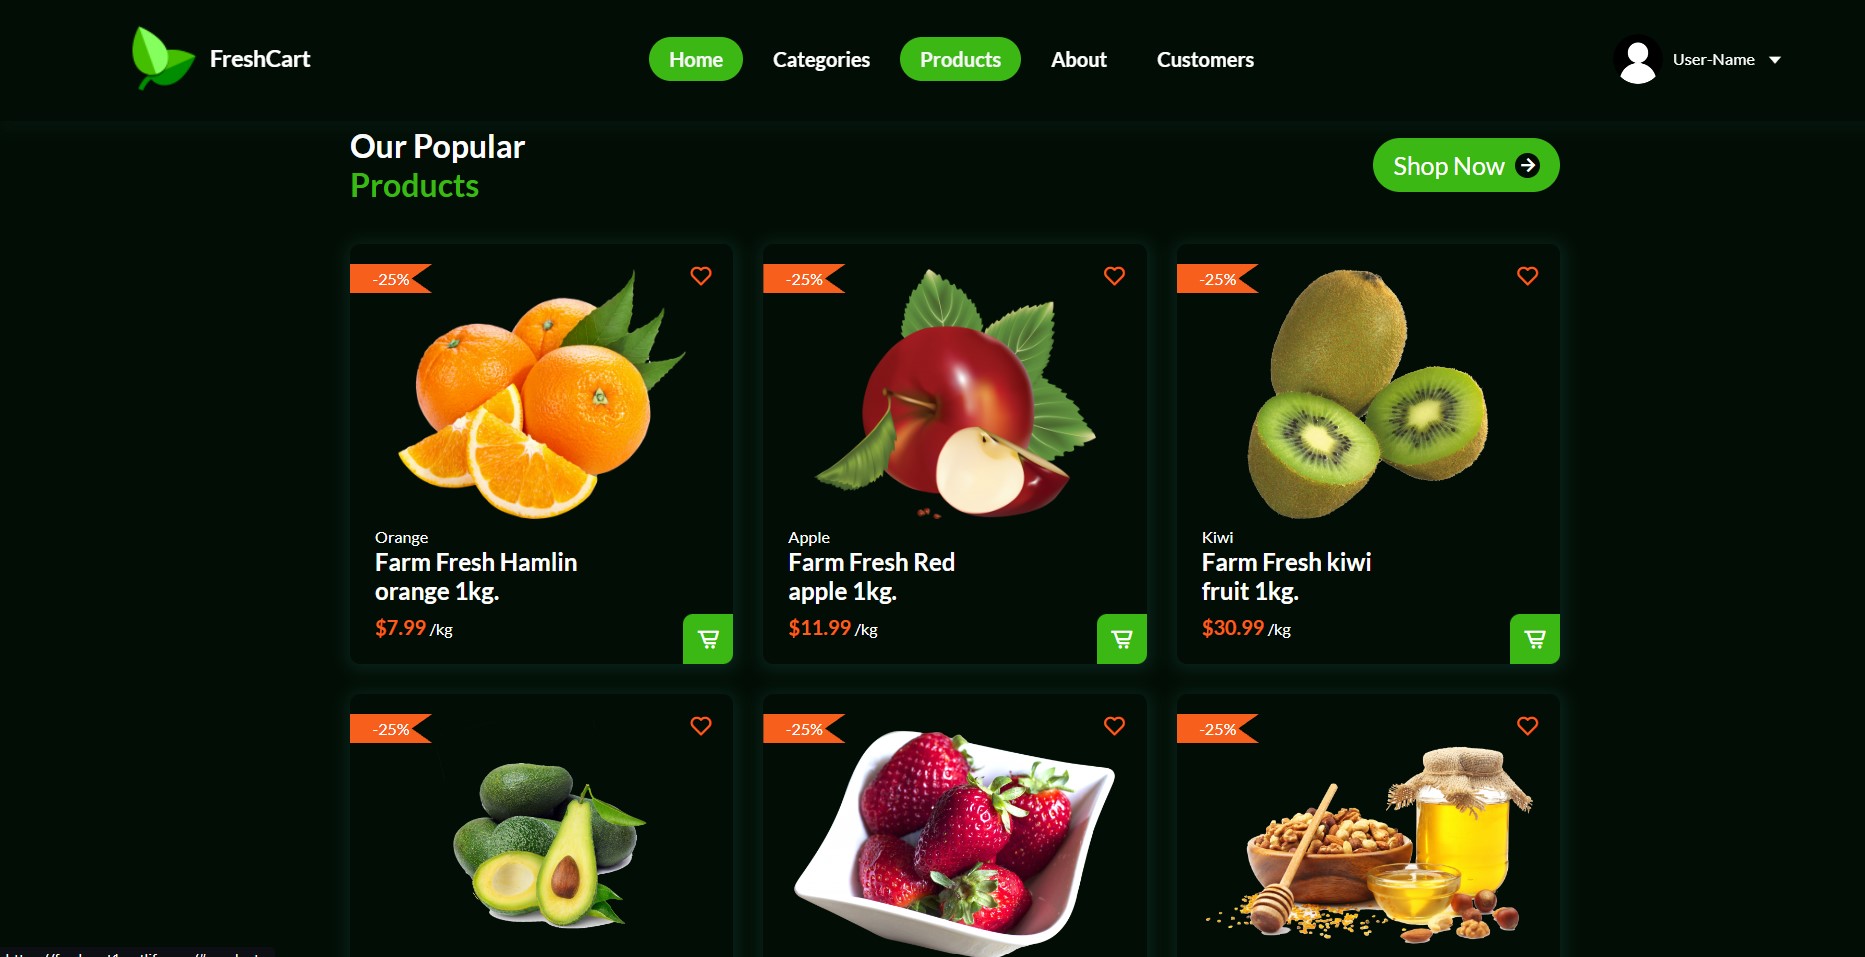 FreshCart
Home
Categories
Products
About
Customers
User-Name
Our Popular
Products
Shop Now
-25%
-25%
-25%
Orange
Farm Fresh Hamlin
orange 1kg.
$7.99 /kg
Apple
Farm Fresh Red
apple 1kg.
$11.99 /kg
Kiwi
Farm Fresh kiwi
fruit 1kg.
$30.99 /kg
-25%
-25%
-25%